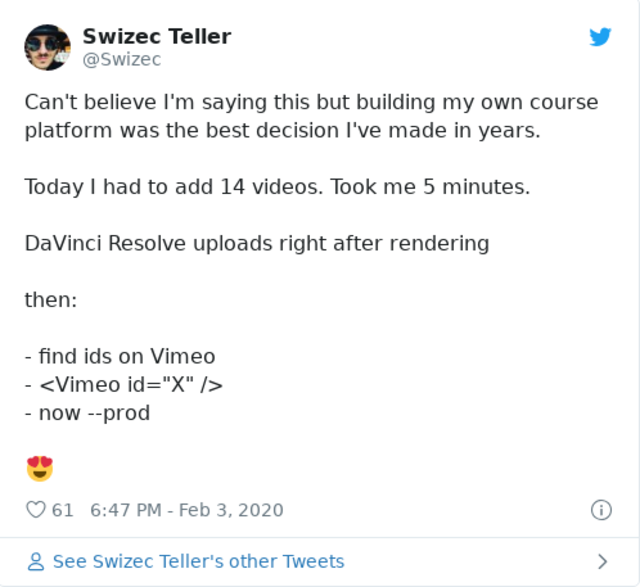 Swizec Teller
@Swizec
Can't believe I'm saying this but building my own course
platform was the best decision I've made in years.
Today I had to add 14 videos. Took me 5 minutes.
DaVinci Resolve uploads right after rendering
then:
- find ids on Vimeo
- <Vimeo id="X" />
- now --prod
😍
61 6:47 PM - Feb 3, 2020
See Swizec Teller's other Tweets